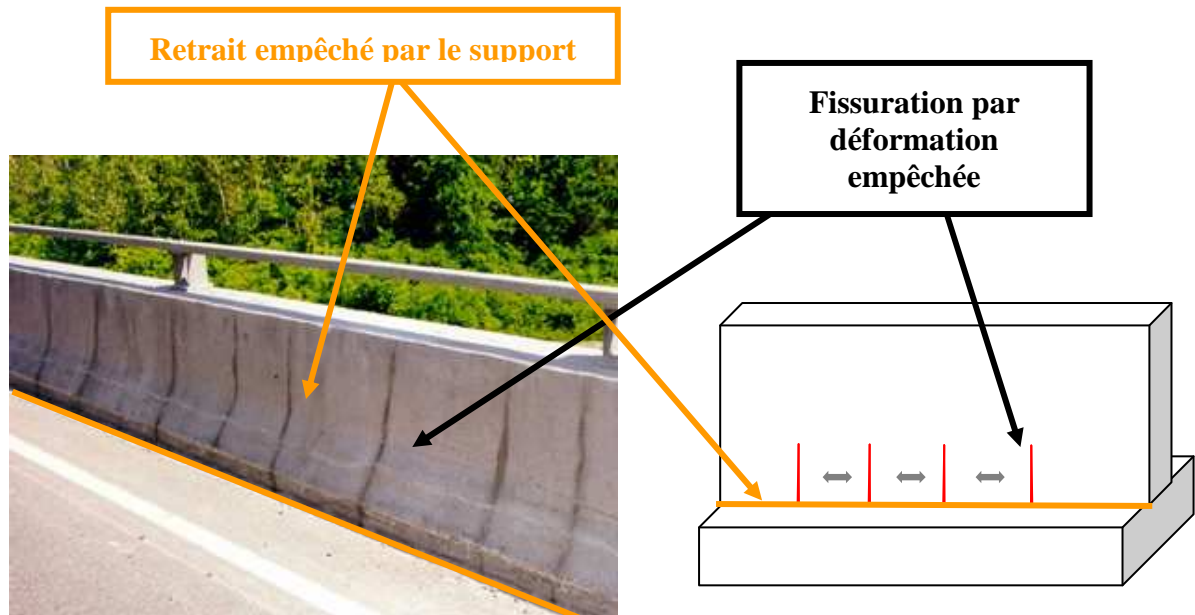 Retrait empêché par le support
Fissuration par
déformation
empêchée